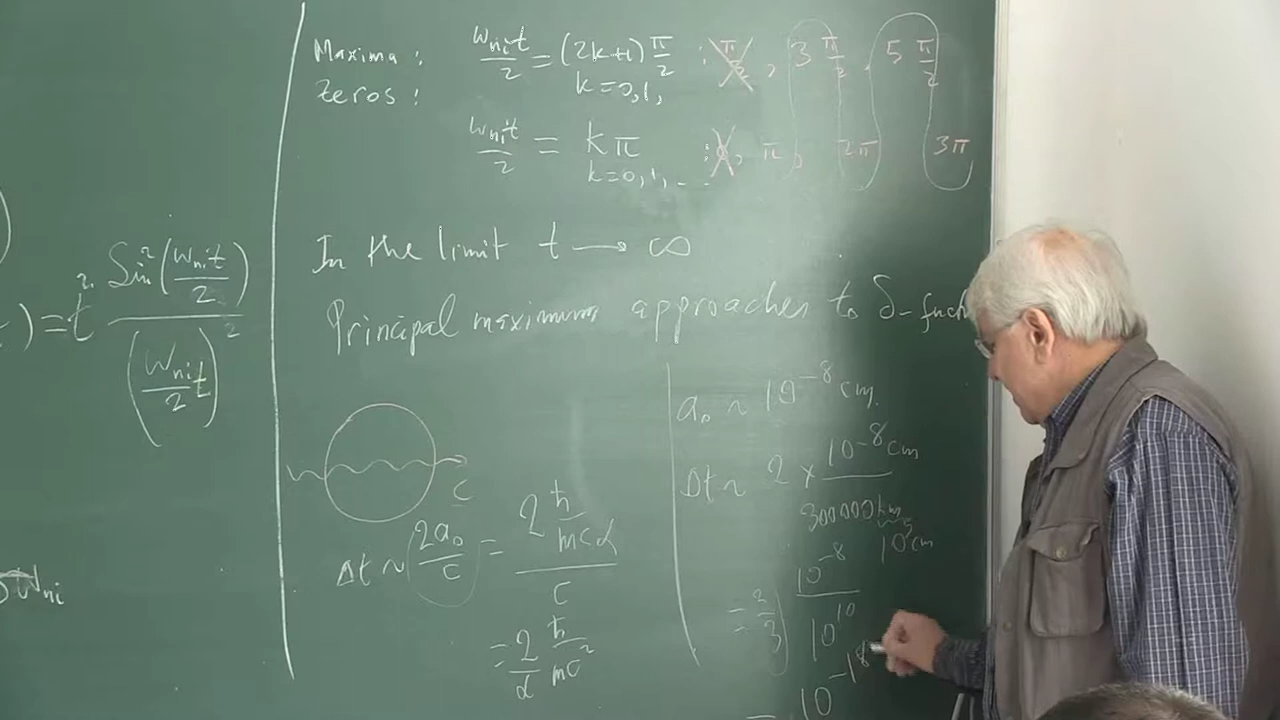 Maxima : ω_ni t / 2 = (2k+1) π/2 : π/2 , 3 π/2 , 5 π/2
k = 0, 1,
Zeros :
ω_ni t / 2 = k π : 0, π, 2π 3π
k = 0, 1, ...
In the limit t → ∞
Principal maximum approaches to δ-func
) = t² Sin² (ω_ni t / 2) / (ω_ni / 2 t)²
ω_ni
c
Δt ~ 2a₀ / c = 2 ħ/mcα / c
= 2/α ħ/mc²
a₀ ~ 10⁻⁸ cm.
Δt ~ 2 × 10⁻⁸ cm / 300000 km
10⁵ cm
= 2/3 10⁻⁸ / 10¹⁰
= 10⁻¹⁸